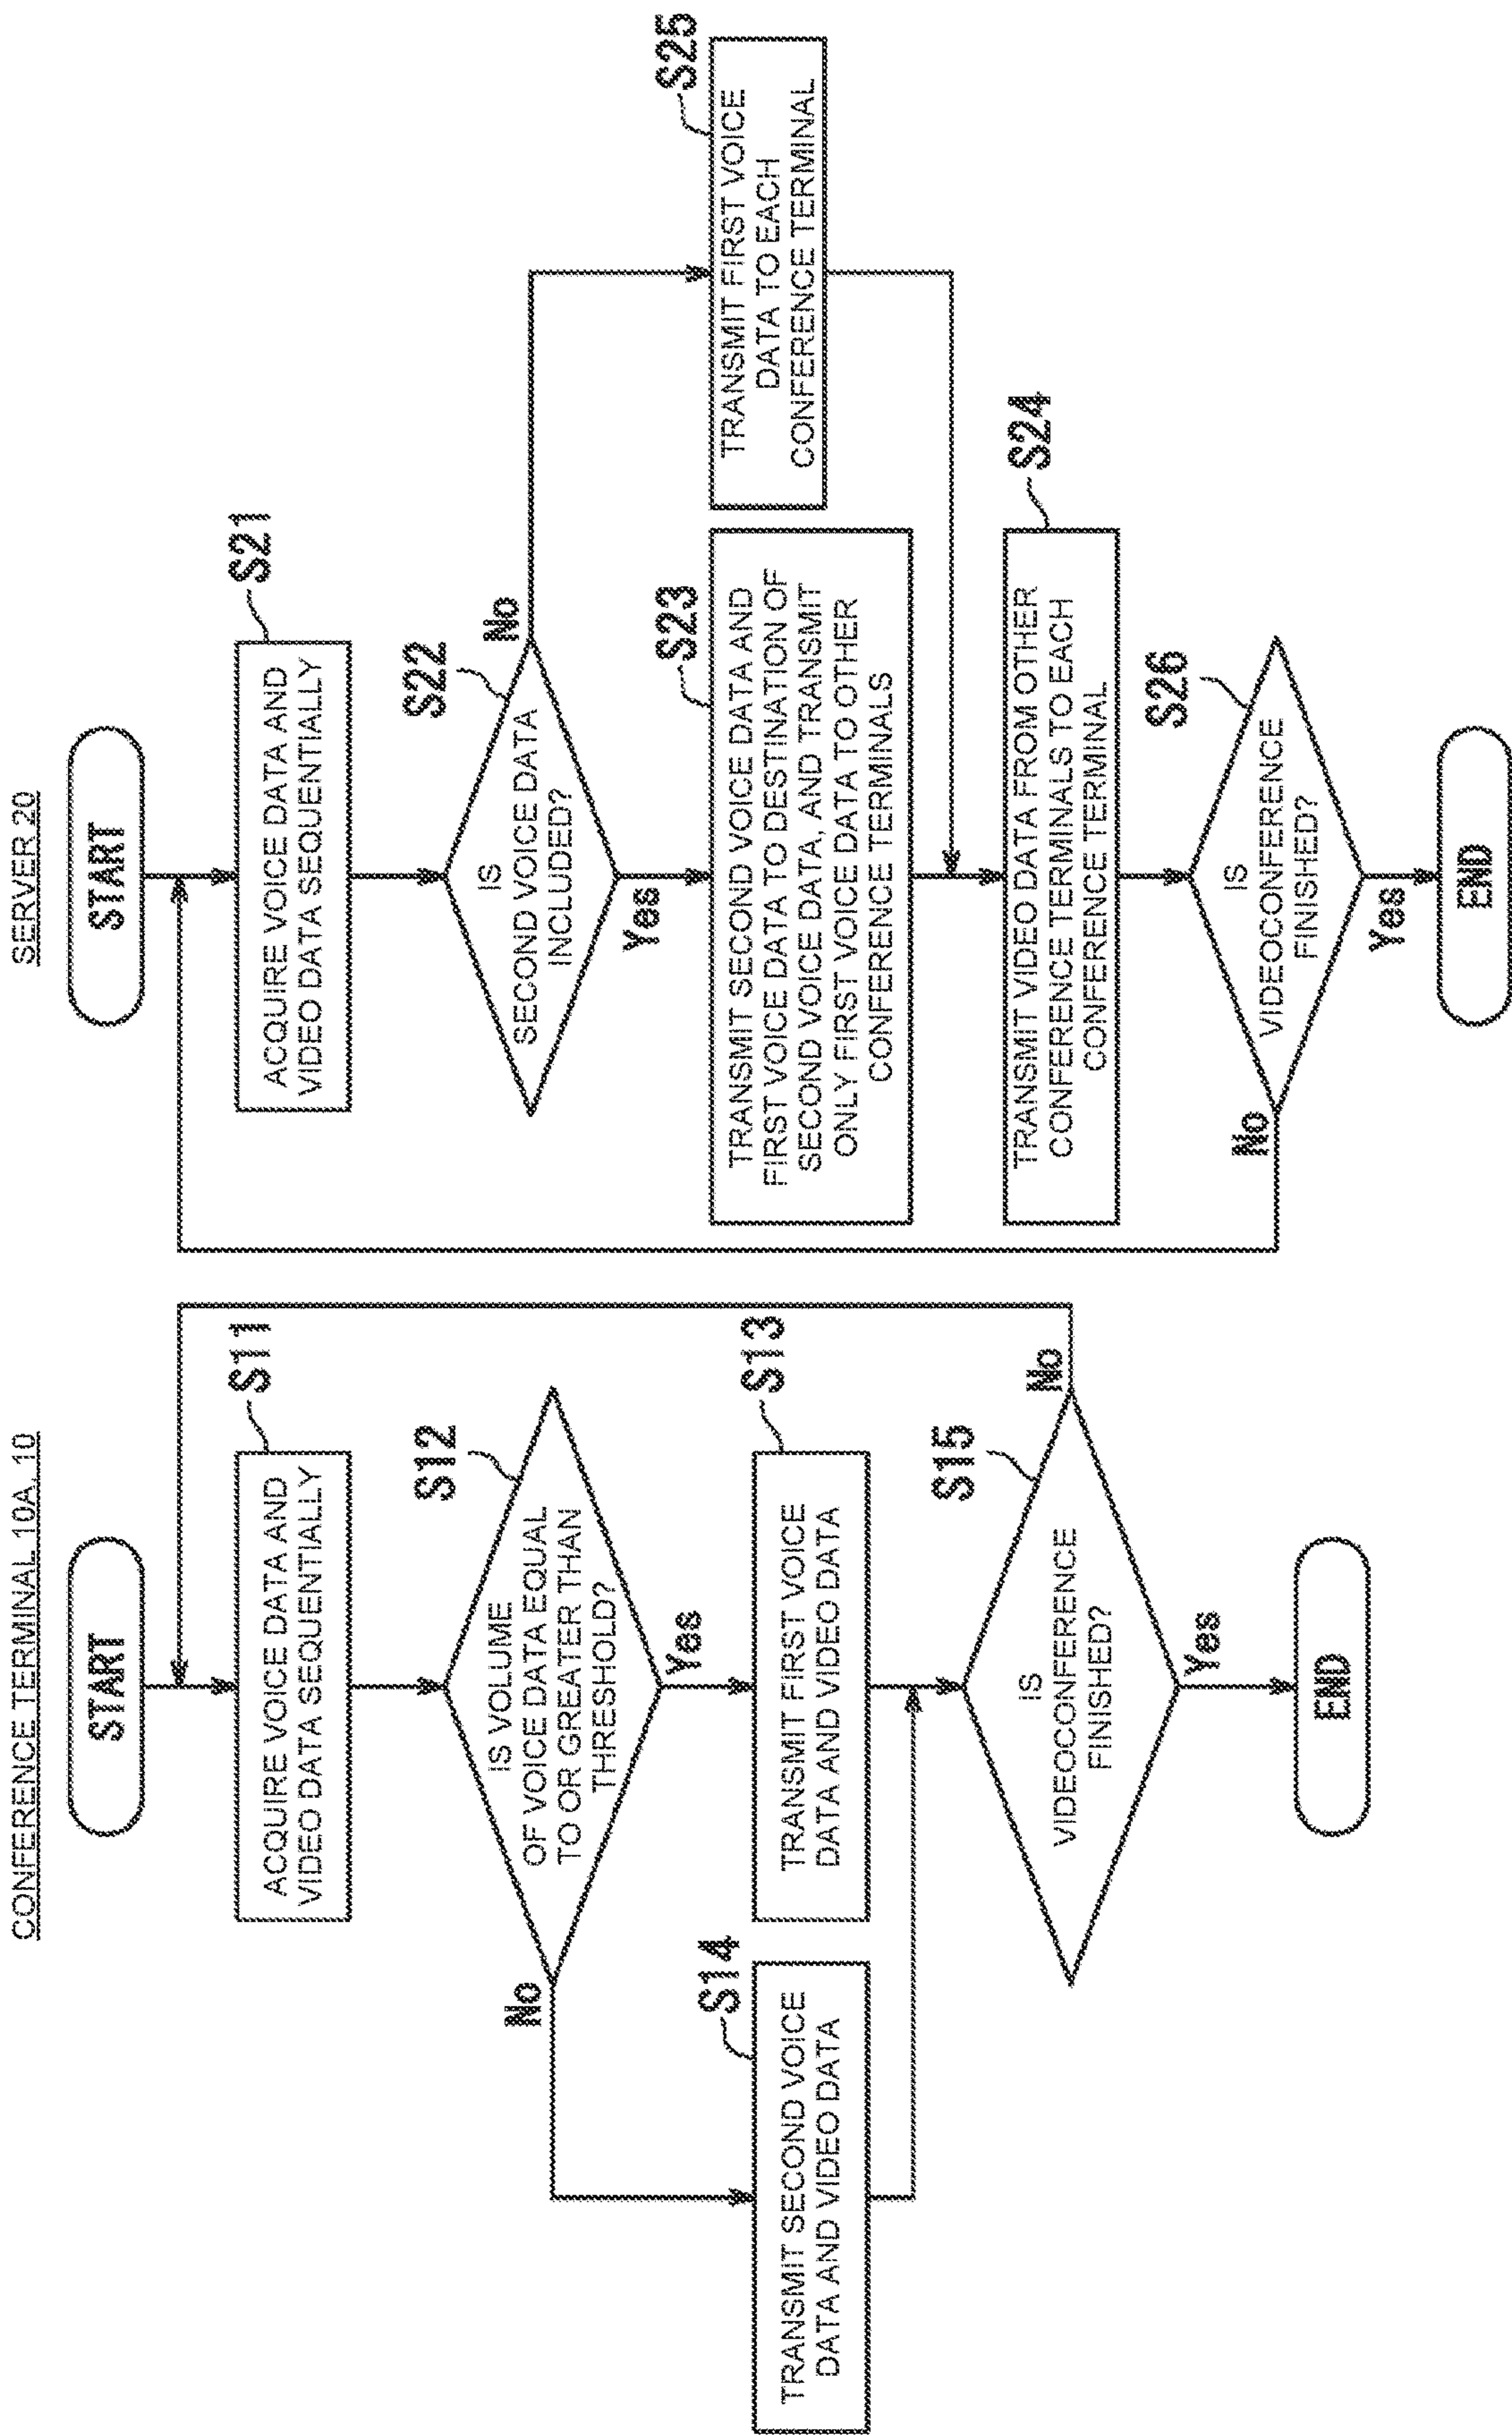 CONFERENCE TERMINAL 10A, 10
START
S11
ACQUIRE VOICE DATA AND
VIDEO DATA SEQUENTIALLY
S12
IS VOLUME
OF VOICE DATA EQUAL
TO OR GREATER THAN
THRESHOLD?
No
Yes
S14
TRANSMIT SECOND VOICE
DATA AND VIDEO DATA
S13
TRANSMIT FIRST VOICE
DATA AND VIDEO DATA
S15
IS
VIDEOCONFERENCE
FINISHED?
No
Yes
END
SERVER 20
START
S21
ACQUIRE VOICE DATA AND
VIDEO DATA SEQUENTIALLY
S22
IS
SECOND VOICE DATA
INCLUDED?
No
Yes
S23
TRANSMIT SECOND VOICE DATA AND
FIRST VOICE DATA TO DESTINATION OF
SECOND VOICE DATA, AND TRANSMIT
ONLY FIRST VOICE DATA TO OTHER
CONFERENCE TERMINALS
S25
TRANSMIT FIRST VOICE
DATA TO EACH
CONFERENCE TERMINAL
S24
TRANSMIT VIDEO DATA FROM OTHER
CONFERENCE TERMINALS TO EACH
CONFERENCE TERMINAL
S26
IS
VIDEOCONFERENCE
FINISHED?
No
Yes
END